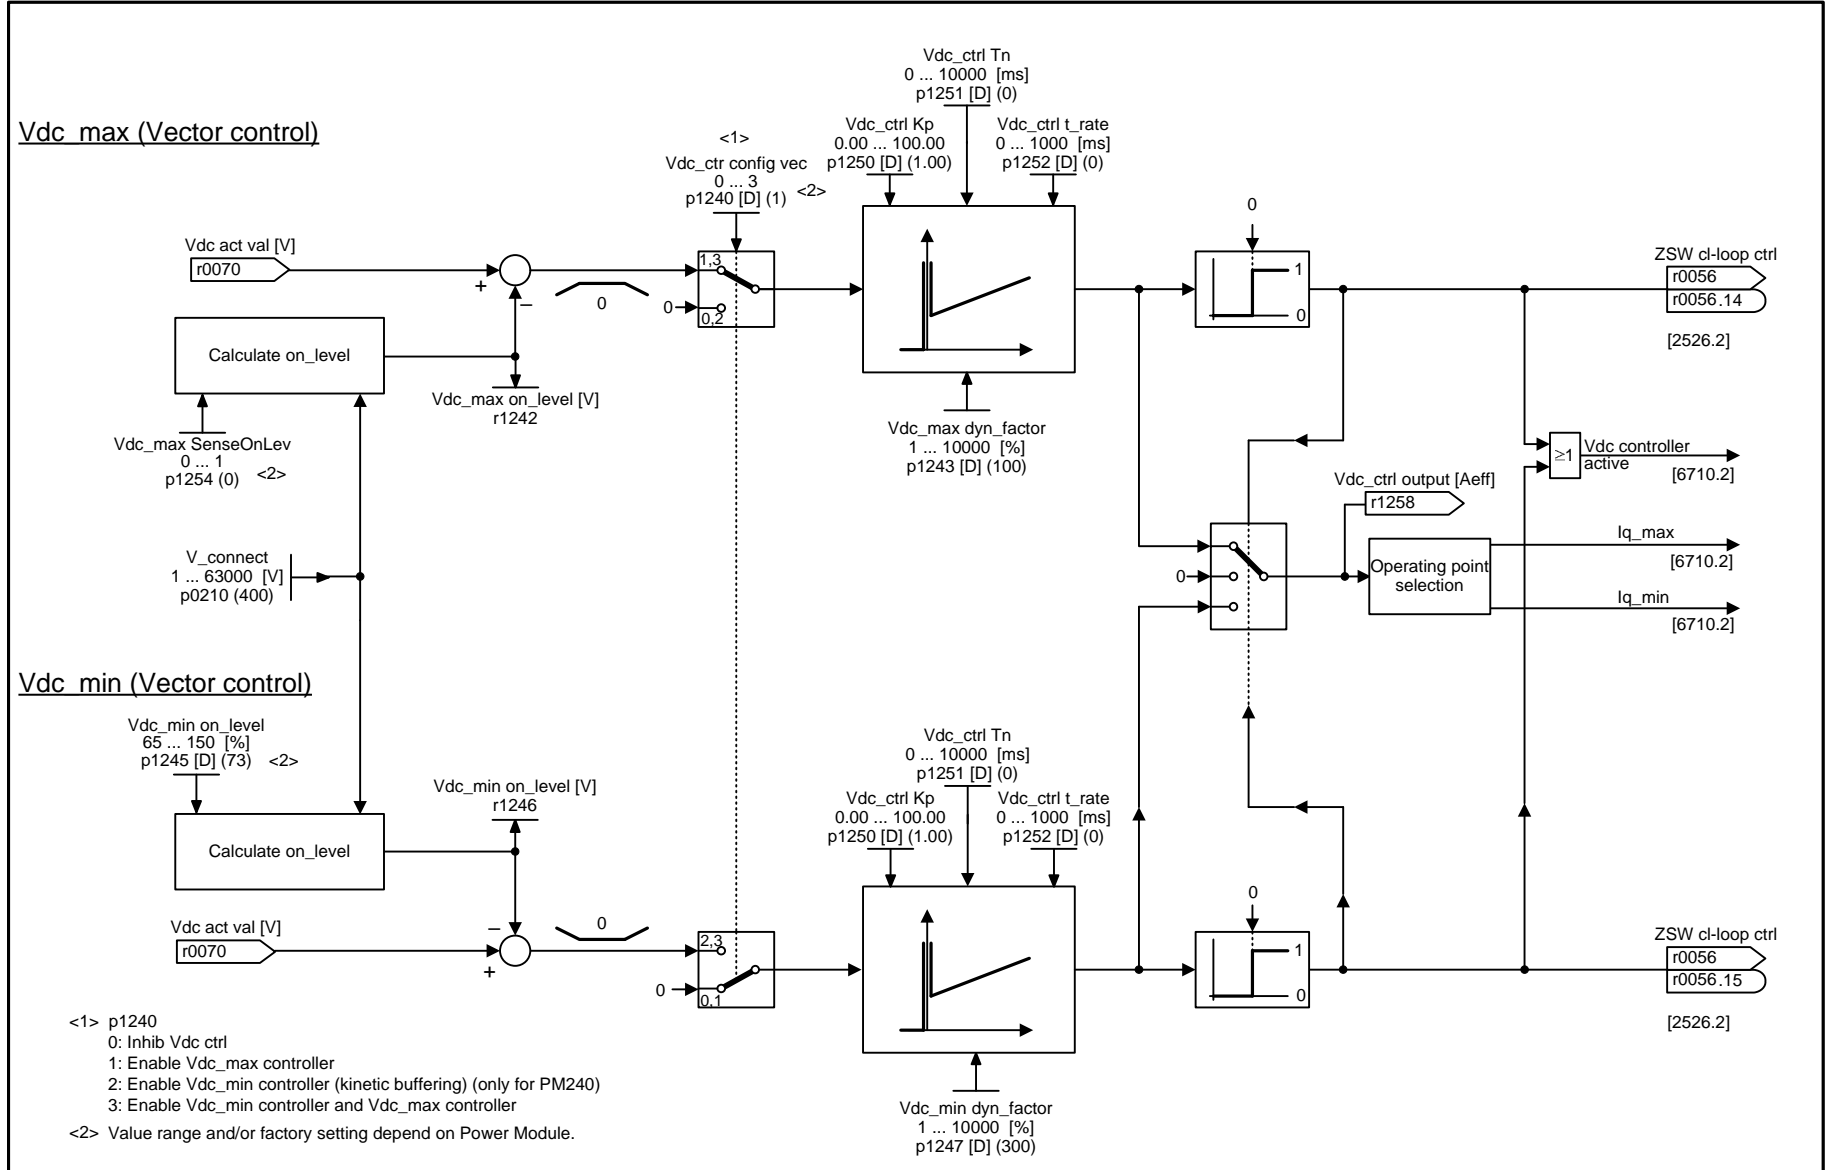 Vdc_max (Vector control)
Vdc_ctrl Tn
0 ... 10000 [ms]
p1251 [D] (0)
<1>
Vdc_ctr config vec
0 ... 3
p1240 [D] (1) <2>
Vdc_ctrl Kp
0.00 ... 100.00
p1250 [D] (1.00)
Vdc_ctrl t_rate
0 ... 1000 [ms]
p1252 [D] (0)
0
Vdc act val [V]
r0070
+
–
0
1,3
0
0,2
1
0
ZSW cl-loop ctrl
r0056
r0056.14
[2526.2]
Calculate on_level
Vdc_max on_level [V]
r1242
Vdc_max SenseOnLev
0 ... 1
p1254 (0) <2>
Vdc_max dyn_factor
1 ... 10000 [%]
p1243 [D] (100)
≥1
Vdc controller
active
[6710.2]
Vdc_ctrl output [Aeff]
r1258
V_connect
1 ... 63000 [V]
p0210 (400)
0
Operating point
selection
Iq_max
[6710.2]
Iq_min
[6710.2]
Vdc_min (Vector control)
Vdc_min on_level
65 ... 150 [%]
p1245 [D] (73) <2>
Vdc_min on_level [V]
r1246
Vdc_ctrl Tn
0 ... 10000 [ms]
p1251 [D] (0)
Vdc_ctrl Kp
0.00 ... 100.00
p1250 [D] (1.00)
Vdc_ctrl t_rate
0 ... 1000 [ms]
p1252 [D] (0)
Calculate on_level
Vdc act val [V]
r0070
–
+
0
2,3
0
0,1
0
1
0
ZSW cl-loop ctrl
r0056
r0056.15
[2526.2]
<1> p1240
0: Inhib Vdc ctrl
1: Enable Vdc_max controller
2: Enable Vdc_min controller (kinetic buffering) (only for PM240)
3: Enable Vdc_min controller and Vdc_max controller
<2> Value range and/or factory setting depend on Power Module.
Vdc_min dyn_factor
1 ... 10000 [%]
p1247 [D] (300)